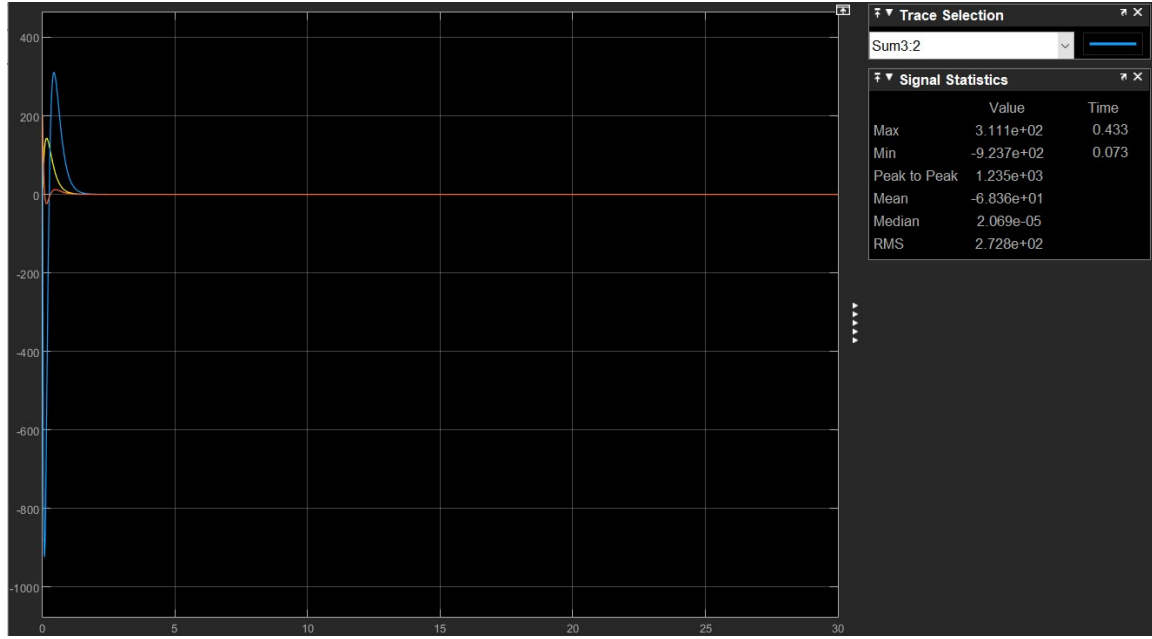 400
200
0
-200
-400
-600
-800
-1000
0 5 10 15 20 25 30
Trace Selection
Sum3:2
Signal Statistics
Value Time
Max 3.111e+02 0.433
Min -9.237e+02 0.073
Peak to Peak 1.235e+03
Mean -6.836e+01
Median 2.069e-05
RMS 2.728e+02